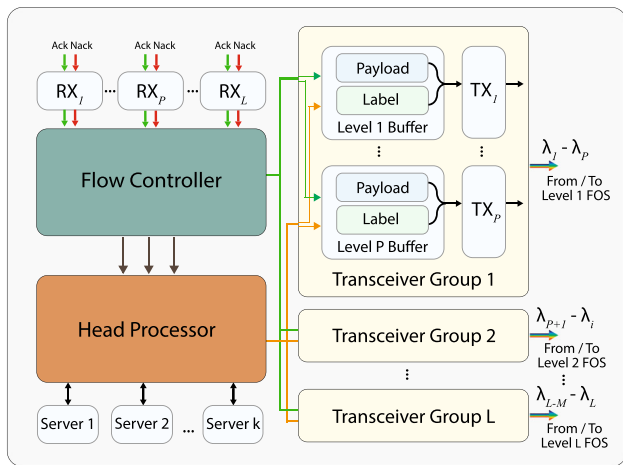 Ack Nack
Ack Nack
Ack Nack
RX1
...
RXP
...
RXL
Flow Controller
Head Processor
Server 1
Server 2
...
Server k
Payload
Label
Level 1 Buffer
TX1
...
...
Payload
Label
Level P Buffer
TXP
Transceiver Group 1
λ1 - λP
From / To
Level 1 FOS
Transceiver Group 2
λP+1 - λi
From / To
Level 2 FOS
...
...
Transceiver Group L
λL-M - λL
From / To
Level L FOS